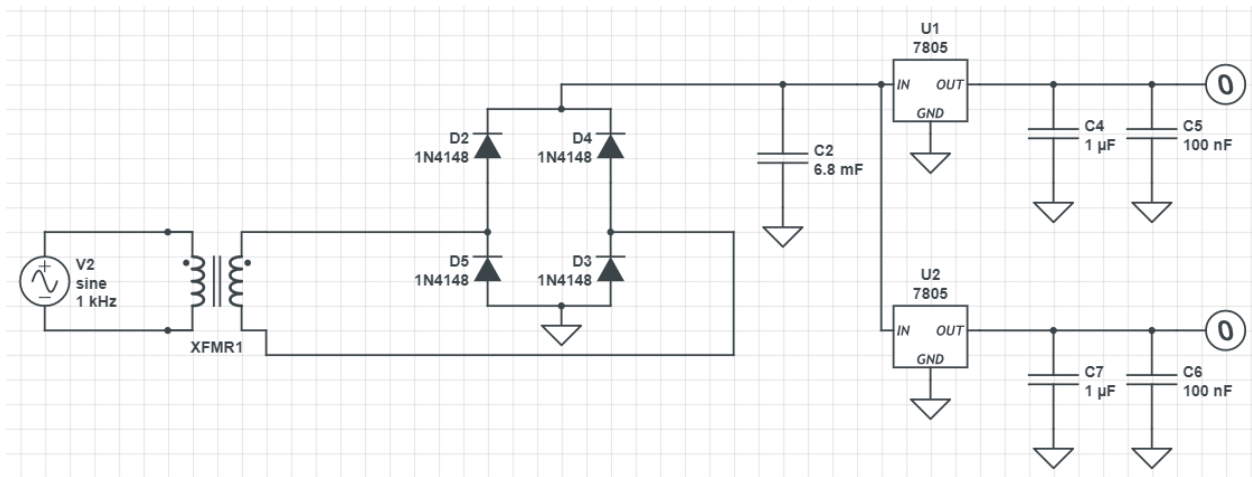 U1
7805
IN
OUT
GND
0
D2
1N4148
D4
1N4148
C2
6.8 mF
C4
1 µF
C5
100 nF
V2
sine
1 kHz
XFMR1
D5
1N4148
D3
1N4148
U2
7805
IN
OUT
GND
0
C7
1 µF
C6
100 nF